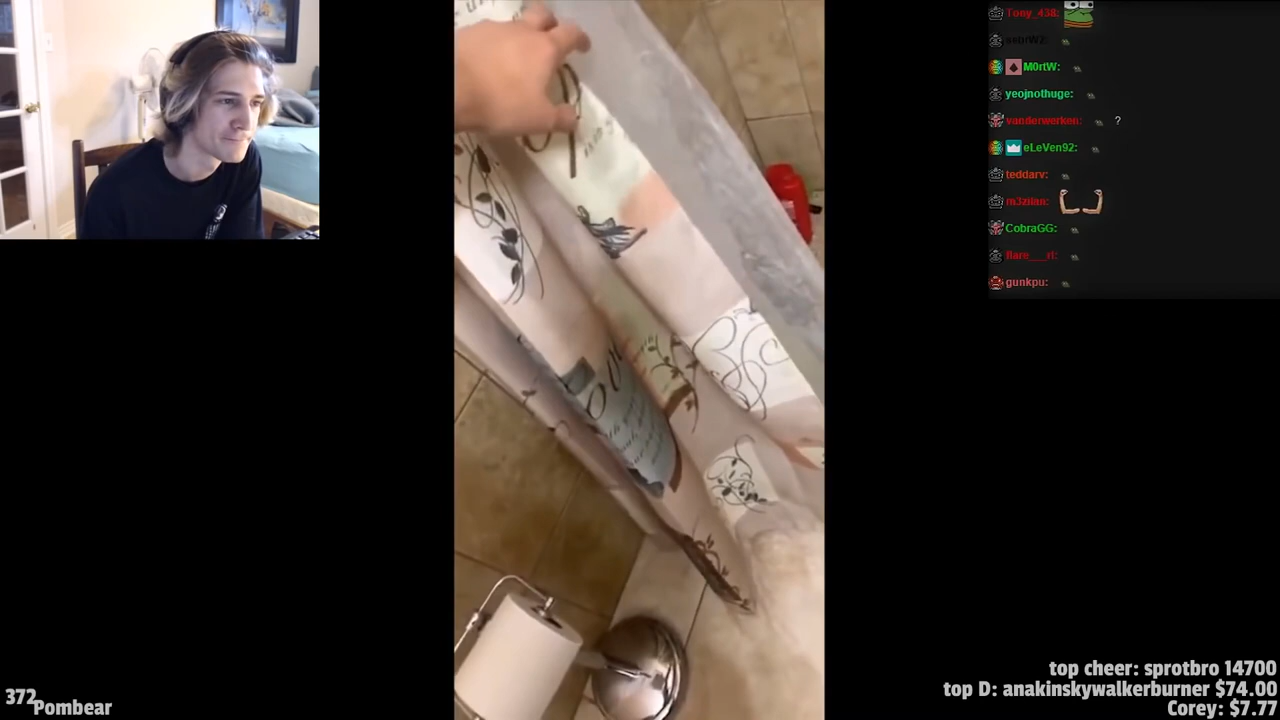 Tony_438:
M0rtW:
yeojnothuge:
vanderwerken: ?
eLeVen92:
teddarv:
m3zilan:
CobraGG:
gunkpu:
top cheer: sprotbro 14700
top D: anakinskywalkerburner $74.00
372 Pombear
Corey: $7.77